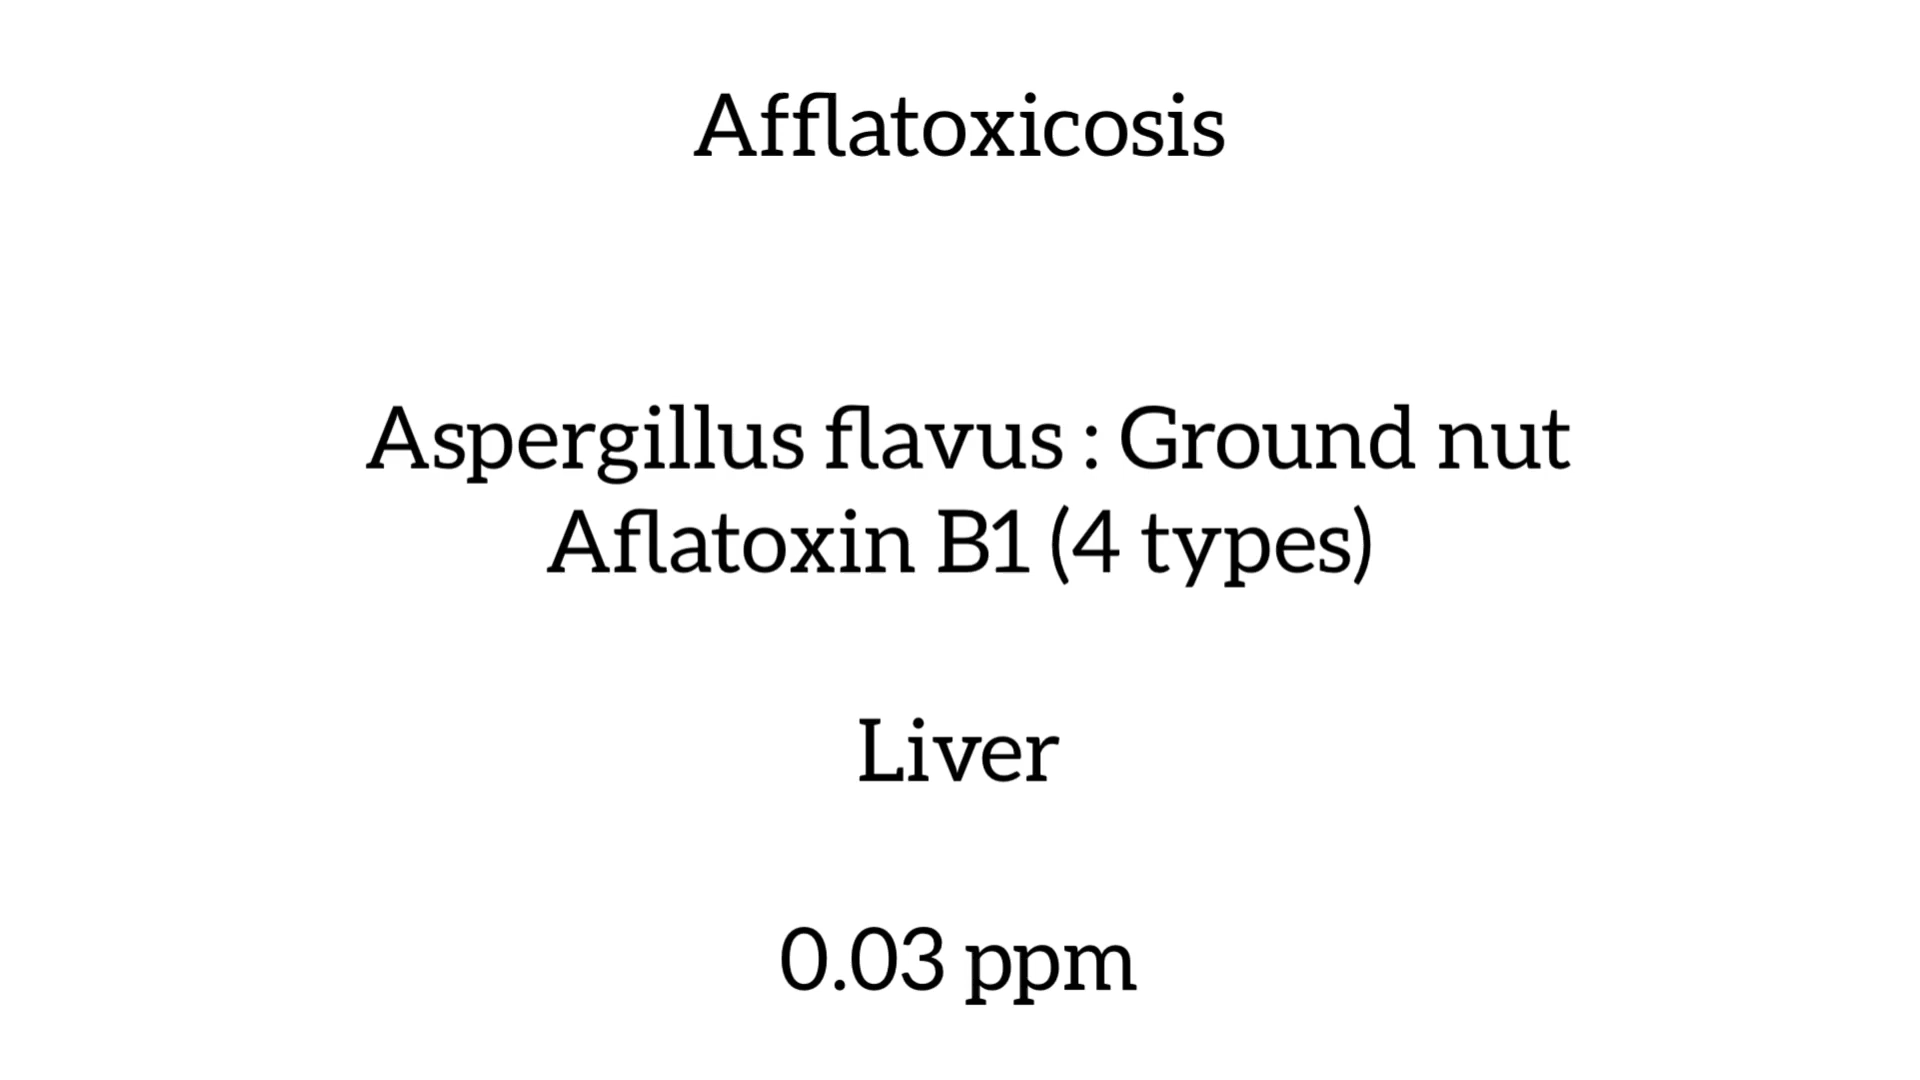 Afflatoxicosis
Aspergillus flavus : Ground nut
Aflatoxin B1 (4 types)
Liver
0.03 ppm